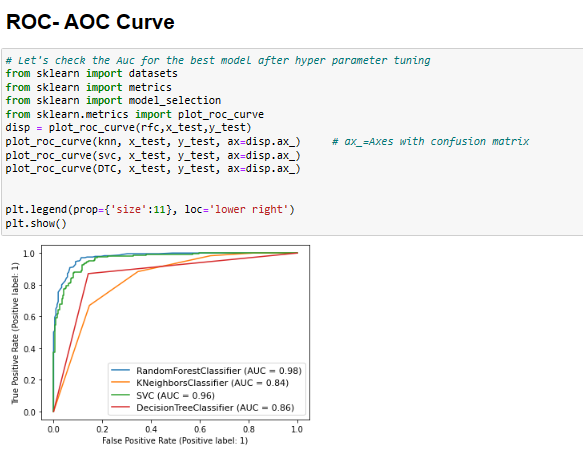 ROC- AOC Curve
# Let's check the Auc for the best model after hyper parameter tuning
from sklearn import datasets
from sklearn import metrics
from sklearn import model_selection
from sklearn.metrics import plot_roc_curve
disp = plot_roc_curve(rfc,x_test,y_test)
plot_roc_curve(knn, x_test, y_test, ax=disp.ax_)     # ax_=Axes with confusion matrix
plot_roc_curve(svc, x_test, y_test, ax=disp.ax_)
plot_roc_curve(DTC, x_test, y_test, ax=disp.ax_)
plt.legend(prop={'size':11}, loc='lower right')
plt.show()
True Positive Rate (Positive label: 1)
1.0
0.8
0.6
0.4
0.2
0.0
RandomForestClassifier (AUC = 0.98)
KNeighborsClassifier (AUC = 0.84)
SVC (AUC = 0.96)
DecisionTreeClassifier (AUC = 0.86)
0.0 0.2 0.4 0.6 0.8 1.0
False Positive Rate (Positive label: 1)